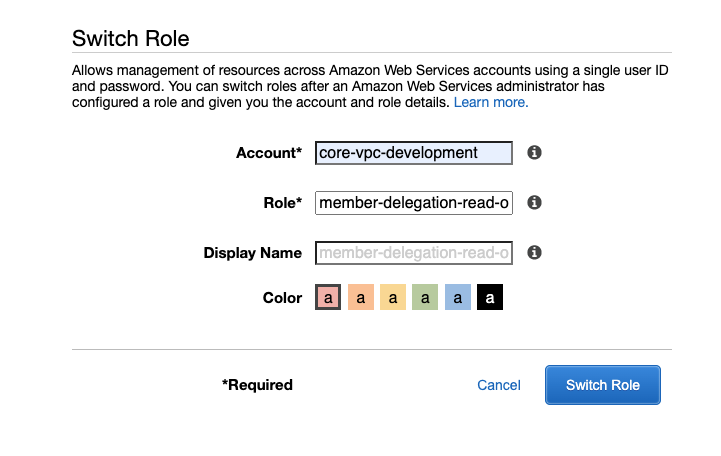 Switch Role
Allows management of resources across Amazon Web Services accounts using a single user ID
and password. You can switch roles after an Amazon Web Services administrator has
configured a role and given you the account and role details. Learn more.
Account* core-vpc-development
Role* member-delegation-read-o
Display Name member-delegation-read-o
Color a a a a a a
*Required Cancel Switch Role